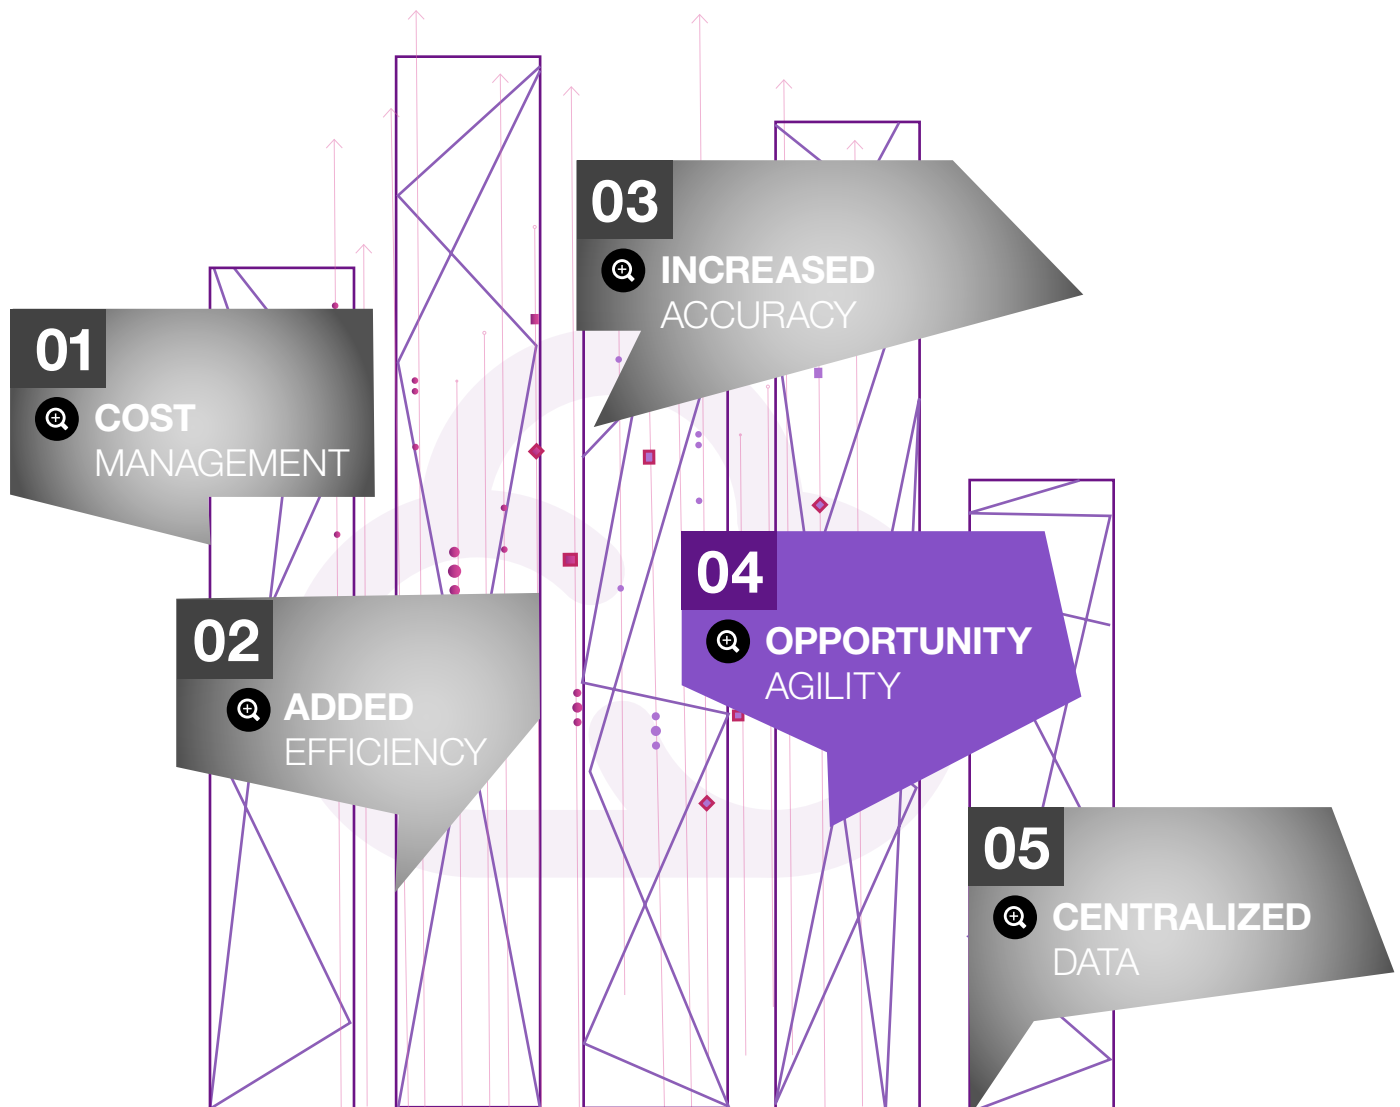 01
COST
MANAGEMENT
02
ADDED
EFFICIENCY
03
INCREASED
ACCURACY
04
OPPORTUNITY
AGILITY
05
CENTRALIZED
DATA